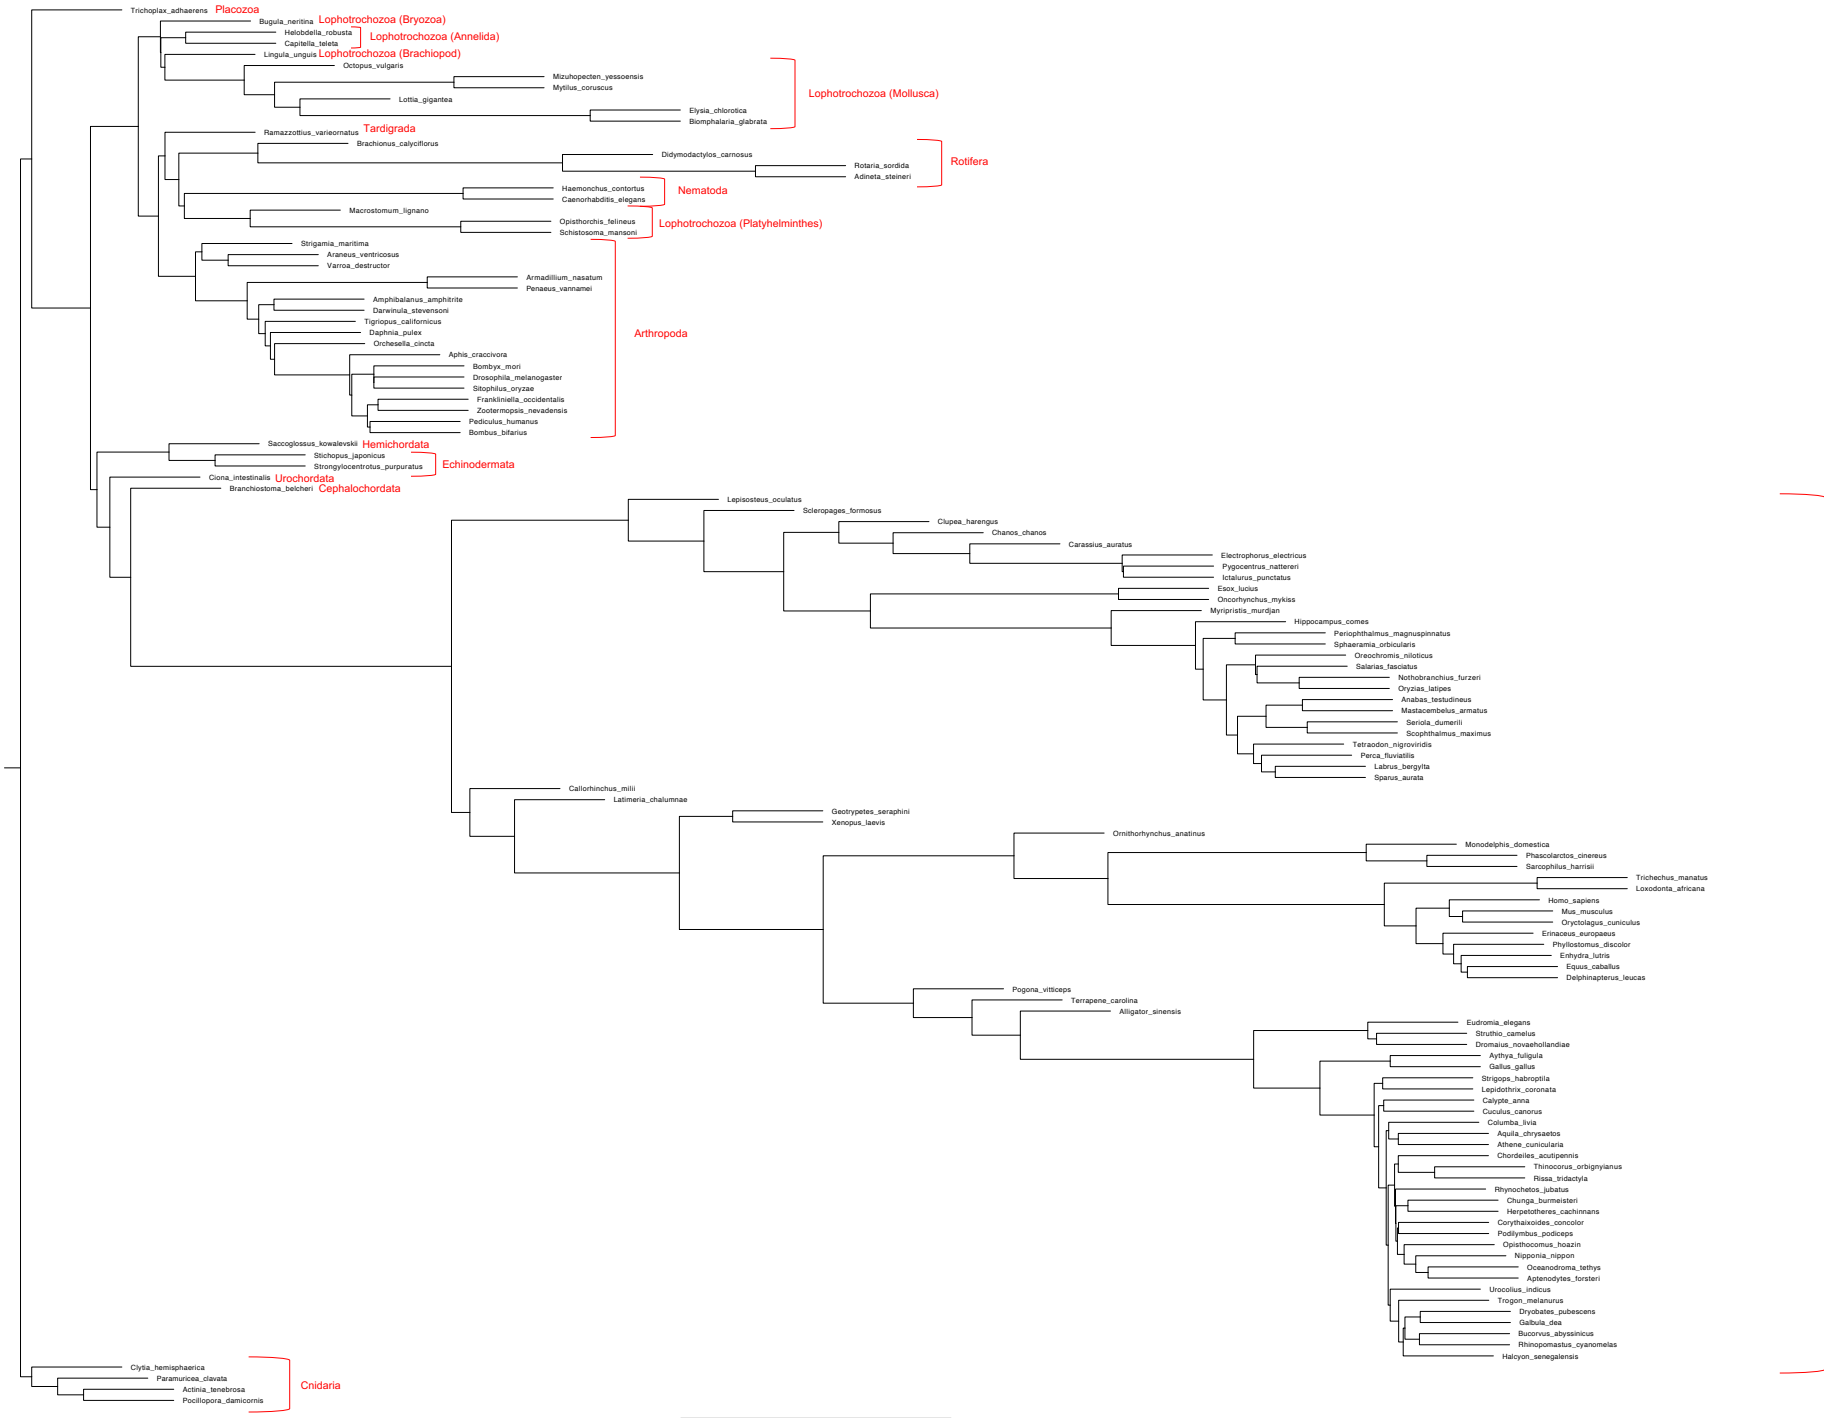 Trichoplax_adhaerens Placozoa
Bugula_neritina Lophotrochozoa (Bryozoa)
Helobdella_robusta
Lophotrochozoa (Annelida)
Capitella_teleta
Lingula_unguis Lophotrochozoa (Brachiopod)
Octopus_vulgaris
Mizuhopecten_yessoensis
Mytilus_coruscus
Lophotrochozoa (Mollusca)
Lottia_gigantea
Elysia_chlorotica
Biomphalaria_glabrata
Ramazzottius_varieornatus Tardigrada
Brachionus_calyciflorus
Didymodactylos_carnosus
Rotifera
Rotaria_sordida
Adineta_steineri
Haemonchus_contortus
Nematoda
Caenorhabditis_elegans
Macrostomum_lignano
Opisthorchis_felineus
Lophotrochozoa (Platyhelminthes)
Schistosoma_mansoni
Strigamia_maritima
Araneus_ventricosus
Varroa_destructor
Armadillium_nasatum
Penaeus_vannamei
Amphibalanus_amphitrite
Darwinula_stevensoni
Tigriopus_californicus
Daphnia_pulex
Arthropoda
Orchesella_cincta
Aphis_craccivora
Bombyx_mori
Drosophila_melanogaster
Sitophilus_oryzae
Frankliniella_occidentalis
Zootermopsis_nevadensis
Pediculus_humanus
Bombus_bifarius
Saccoglossus_kowalevskii Hemichordata
Stichopus_japonicus
Echinodermata
Strongylocentrotus_purpuratus
Ciona_intestinalis Urochordata
Branchiostoma_belcheri Cephalochordata
Lepisosteus_oculatus
Scleropages_formosus
Clupea_harengus
Chanos_chanos
Carassius_auratus
Electrophorus_electricus
Pygocentrus_nattereri
Ictalurus_punctatus
Esox_lucius
Oncorhynchus_mykiss
Myripristis_murdjan
Hippocampus_comes
Periophthalmus_magnuspinnatus
Sphaeramia_orbicularis
Oreochromis_niloticus
Salarias_fasciatus
Nothobranchius_furzeri
Oryzias_latipes
Anabas_testudineus
Mastacembelus_armatus
Seriola_dumerili
Scophthalmus_maximus
Tetraodon_nigroviridis
Perca_fluviatilis
Labrus_bergylta
Sparus_aurata
Callorhinchus_milii
Latimeria_chalumnae
Geotrypetes_seraphini
Xenopus_laevis
Ornithorhynchus_anatinus
Monodelphis_domestica
Phascolarctos_cinereus
Sarcophilus_harrisii
Trichechus_manatus
Loxodonta_africana
Homo_sapiens
Mus_musculus
Oryctolagus_cuniculus
Erinaceus_europaeus
Phyllostomus_discolor
Enhydra_lutris
Equus_caballus
Delphinapterus_leucas
Pogona_vitticeps
Terrapene_carolina
Alligator_sinensis
Eudromia_elegans
Struthio_camelus
Dromaius_novaehollandiae
Aythya_fuligula
Gallus_gallus
Strigops_habroptila
Lepidothrix_coronata
Calypte_anna
Cuculus_canorus
Columba_livia
Aquila_chrysaetos
Athene_cunicularia
Chordeiles_acutipennis
Thinocorus_orbignyianus
Rissa_tridactyla
Rhynochetos_jubatus
Chunga_burmeisteri
Herpetotheres_cachinnans
Corythaixoides_concolor
Podilymbus_podiceps
Opisthocomus_hoazin
Nipponia_nippon
Oceanodroma_tethys
Aptenodytes_forsteri
Urocolius_indicus
Trogon_melanurus
Dryobates_pubescens
Galbula_dea
Bucorvus_abyssinicus
Rhinopomastus_cyanomelas
Halcyon_senegalensis
Clytia_hemisphaerica
Paramuricea_clavata
Cnidaria
Actinia_tenebrosa
Pocillopora_damicornis